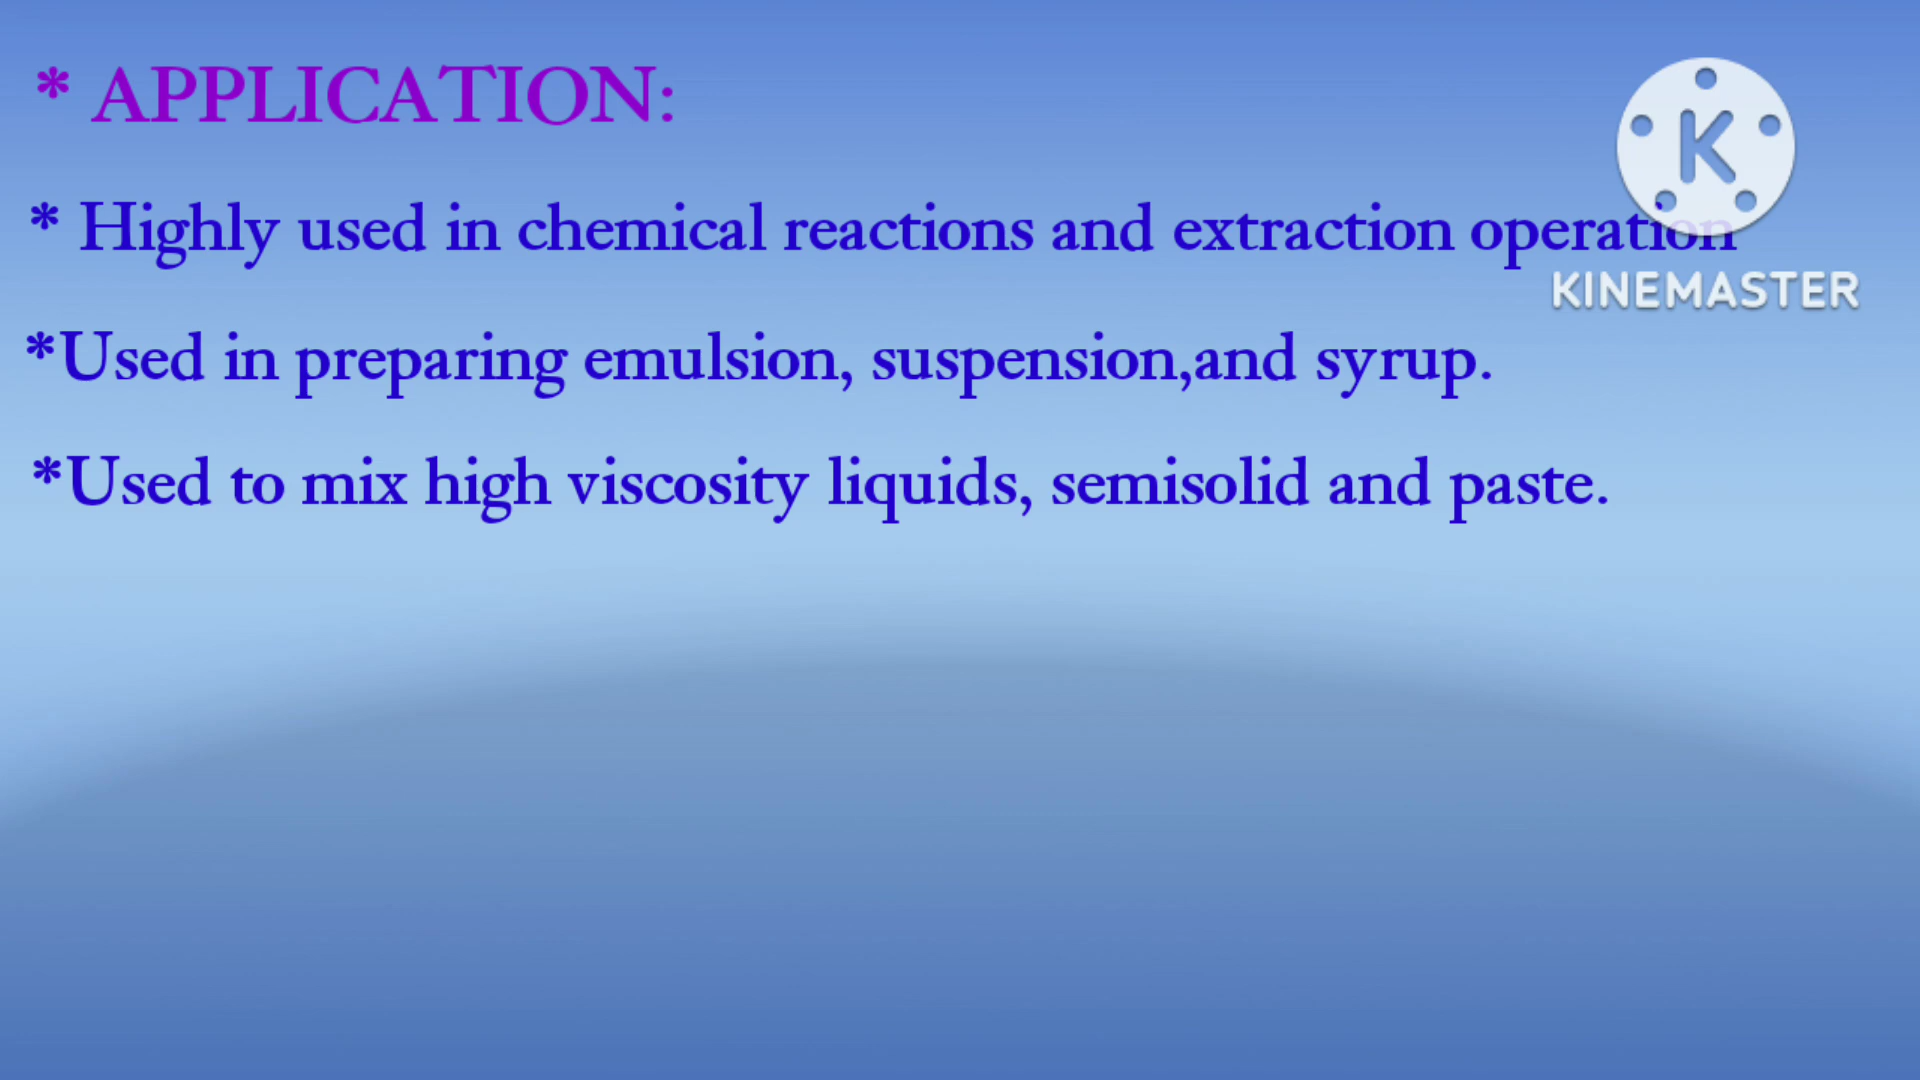 * APPLICATION:
* Highly used in chemical reactions and extraction operation
K
KINEMASTER
*Used in preparing emulsion, suspension,and syrup.
*Used to mix high viscosity liquids, semisolid and paste.